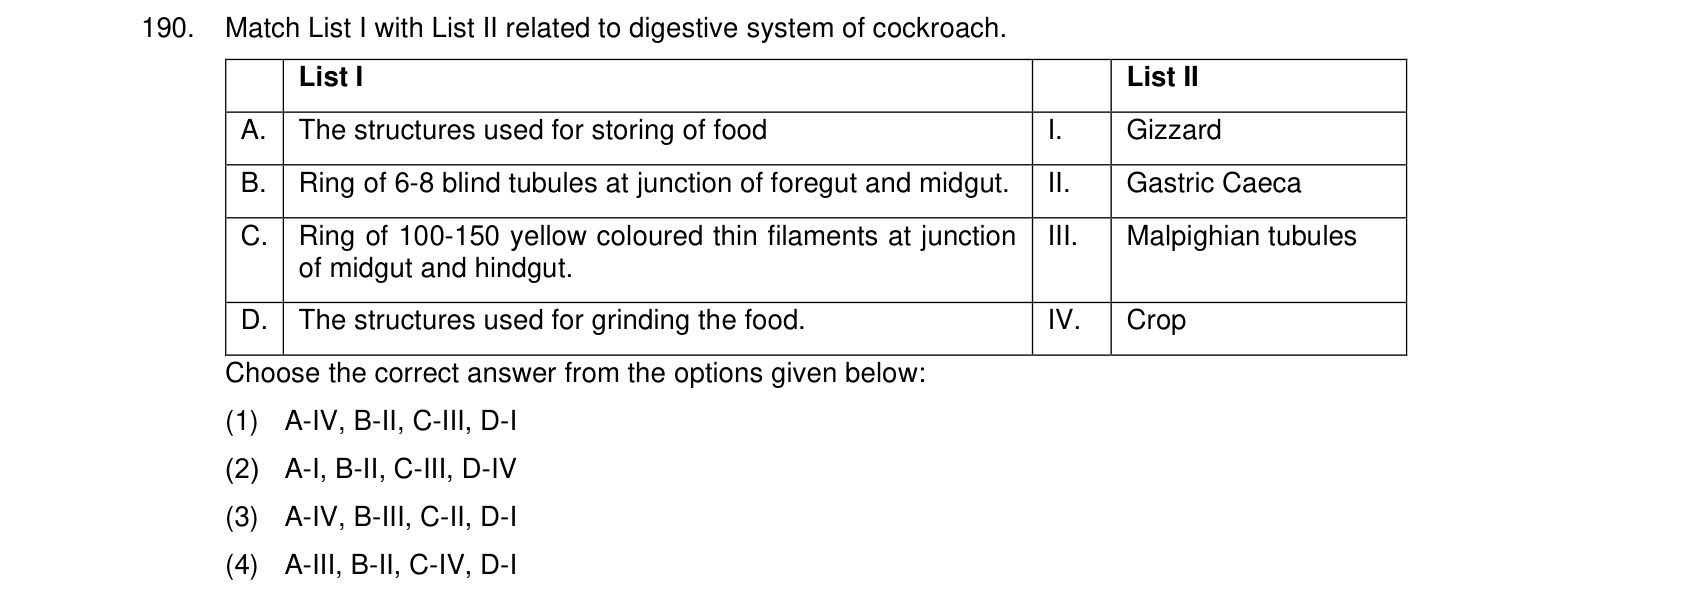 190. Match List I with List II related to digestive system of cockroach.
List I List II
A. The structures used for storing of food I. Gizzard
B. Ring of 6-8 blind tubules at junction of foregut and midgut. II. Gastric Caeca
C. Ring of 100-150 yellow coloured thin filaments at junction III. Malpighian tubules
of midgut and hindgut.
D. The structures used for grinding the food. IV. Crop
Choose the correct answer from the options given below:
(1) A-IV, B-II, C-III, D-I
(2) A-I, B-II, C-III, D-IV
(3) A-IV, B-III, C-II, D-I
(4) A-III, B-II, C-IV, D-I